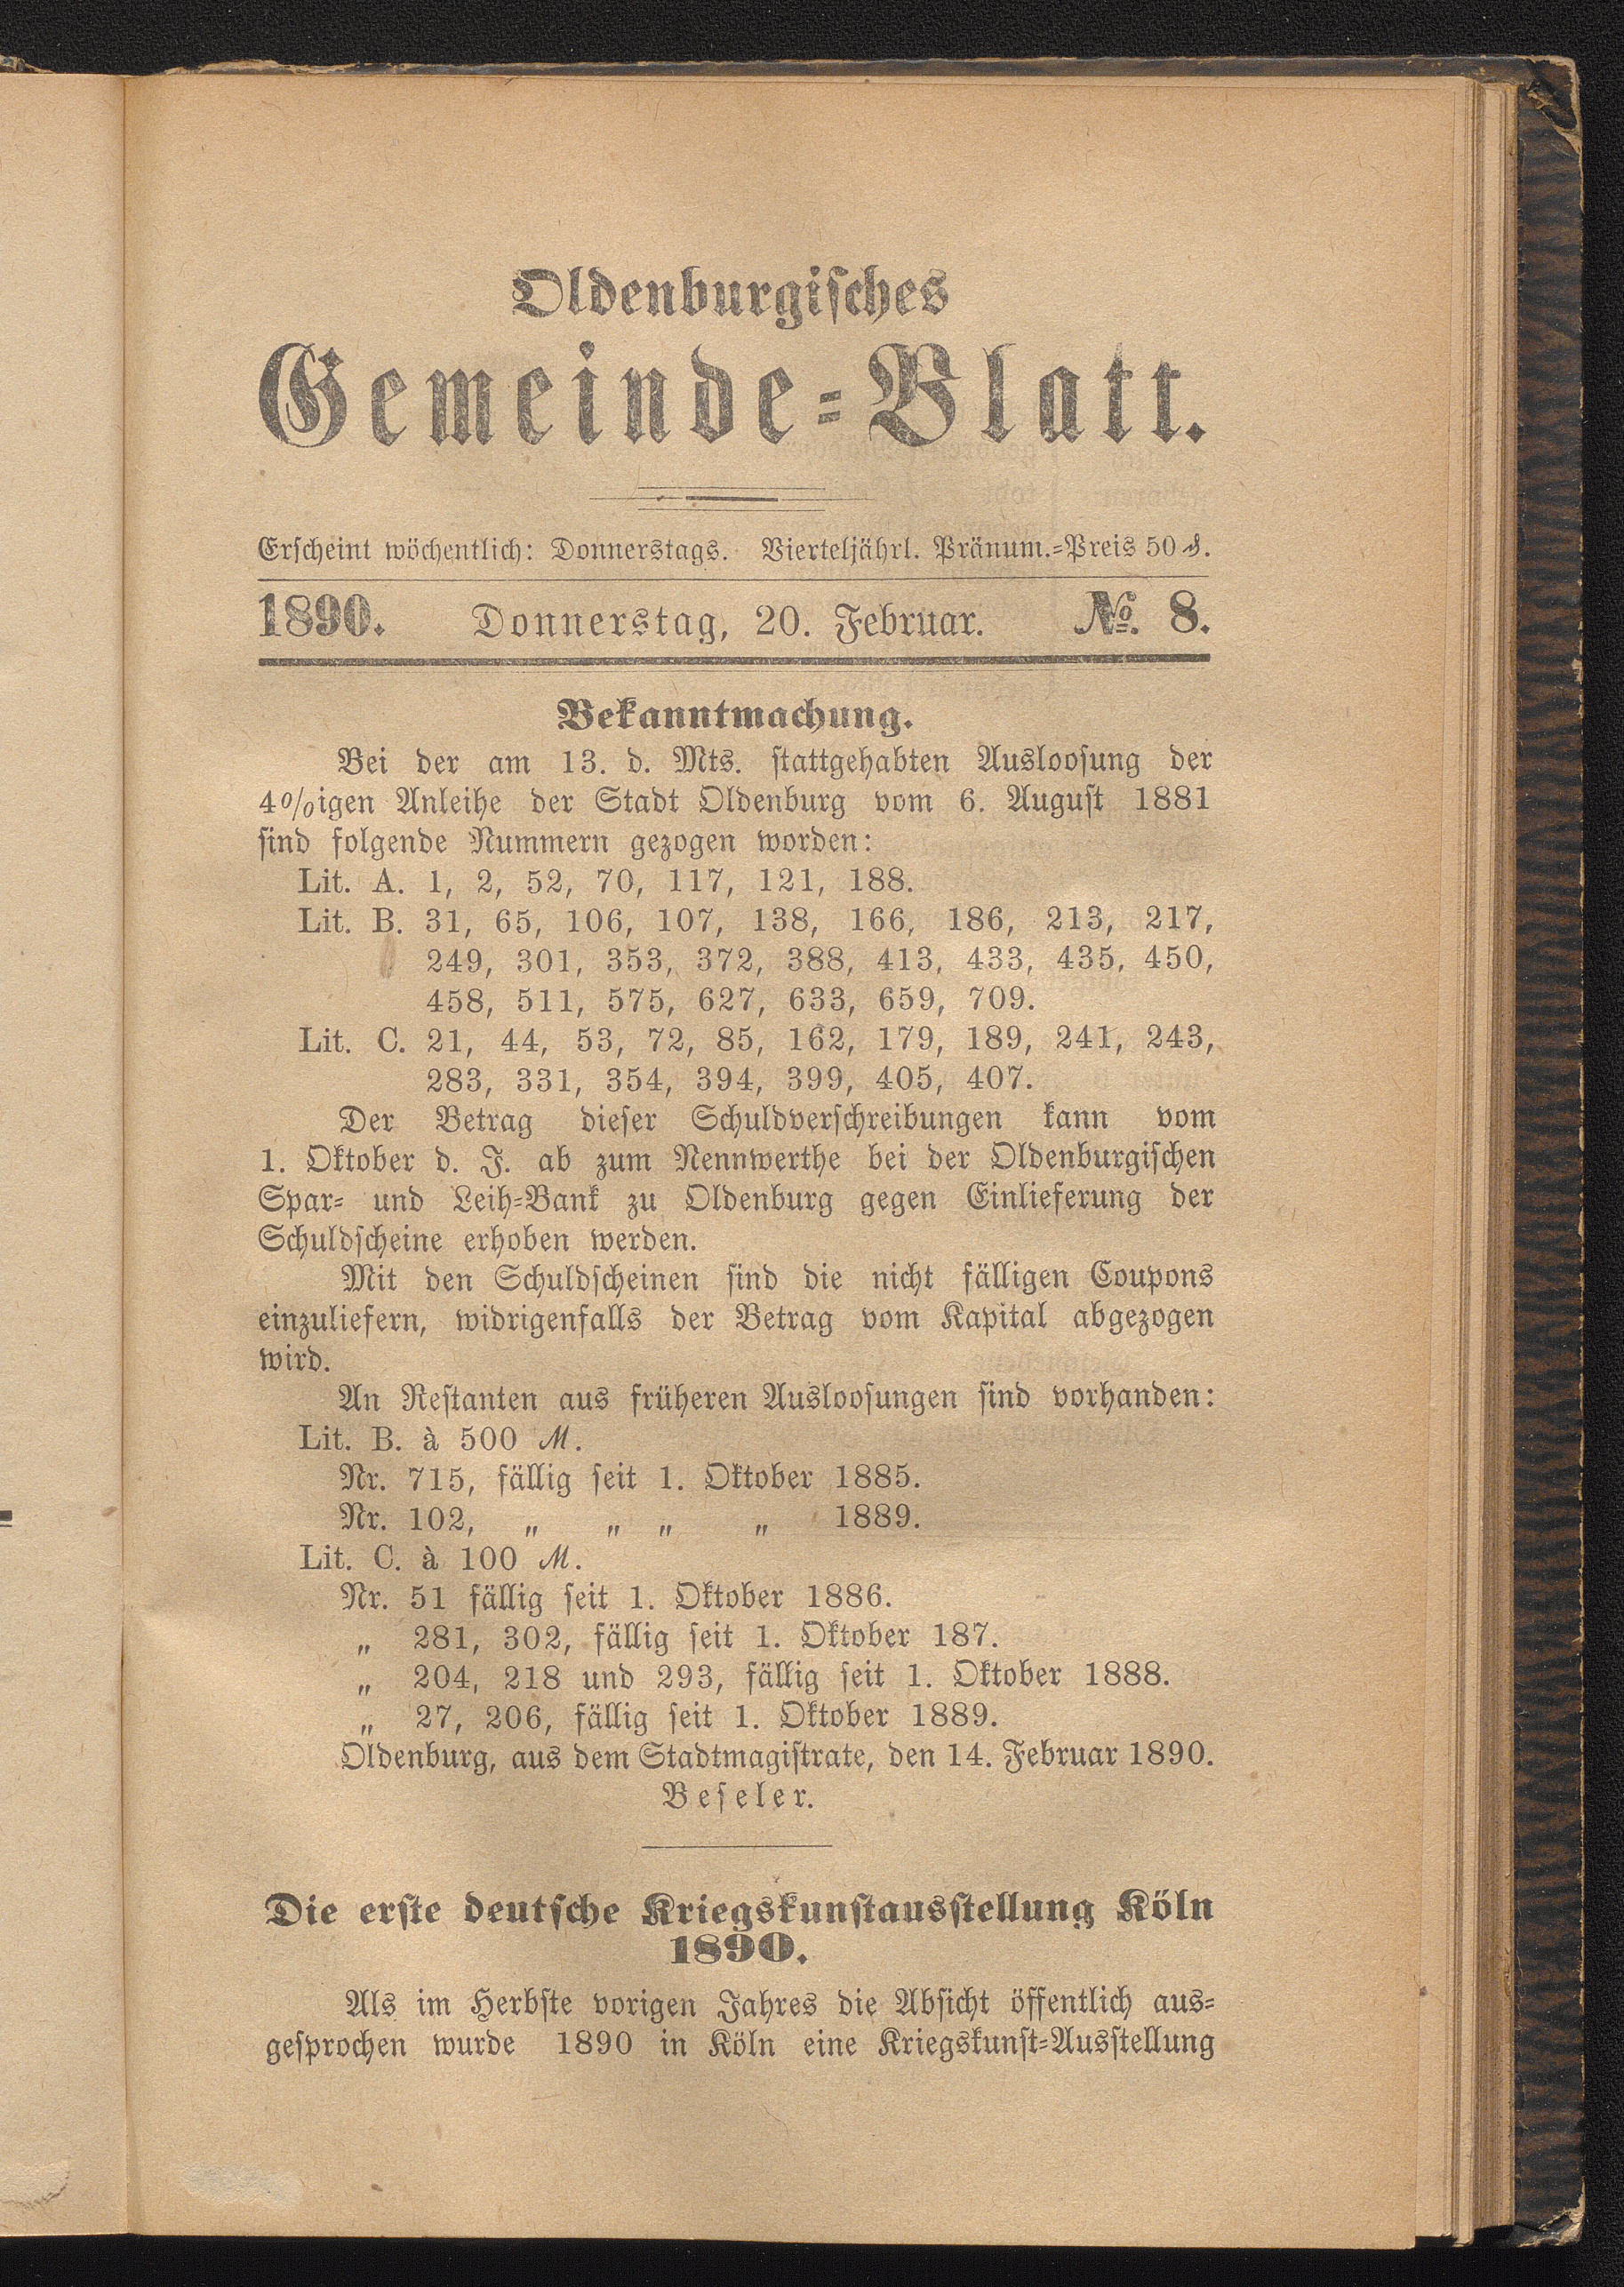 Oldenburgisches
Gemeinde=Blatt.
Erscheint wöchentlich: Donnerstags. Vierteljährl. Pränum.=Preis 50 ₰.
1890. Donnerstag, 20. Februar. №. 8.
Bekanntmachung.
Bei der am 13. d. Mts. stattgehabten Ausloosung der
4%igen Anleihe der Stadt Oldenburg vom 6. August 1881
sind folgende Nummern gezogen worden:
Lit. A. 1, 2, 52, 70, 117, 121, 188.
Lit. B. 31, 65, 106, 107, 138, 166, 186, 213, 217,
249, 301, 353, 372, 388, 413, 433, 435, 450,
458, 511, 575, 627, 633, 659, 709.
Lit. C. 21, 44, 53, 72, 85, 162, 179, 189, 241, 243,
283, 331, 354, 394, 399, 405, 407.
Der Betrag dieser Schuldverschreibungen kann vom
1. Oktober d. J. ab zum Nennwerthe bei der Oldenburgischen
Spar= und Leih=Bank zu Oldenburg gegen Einlieferung der
Schuldscheine erhoben werden.
Mit den Schuldscheinen sind die nicht fälligen Coupons
einzuliefern, widrigenfalls der Betrag vom Kapital abgezogen
wird.
An Restanten aus früheren Ausloosungen sind vorhanden:
Lit. B. à 500 ℳ.
Nr. 715, fällig seit 1. Oktober 1885.
Nr. 102, „ „ „ „ 1889.
Lit. C. à 100 ℳ.
Nr. 51 fällig seit 1. Oktober 1886.
„ 281, 302, fällig seit 1. Oktober 187.
„ 204, 218 und 293, fällig seit 1. Oktober 1888.
„ 27, 206, fällig seit 1. Oktober 1889.
Oldenburg, aus dem Stadtmagistrate, den 14. Februar 1890.
Beseler.
Die erste deutsche Kriegskunstausstellung Köln
1890.
Als im Herbste vorigen Jahres die Absicht öffentlich aus=
gesprochen wurde 1890 in Köln eine Kriegskunst=Ausstellung